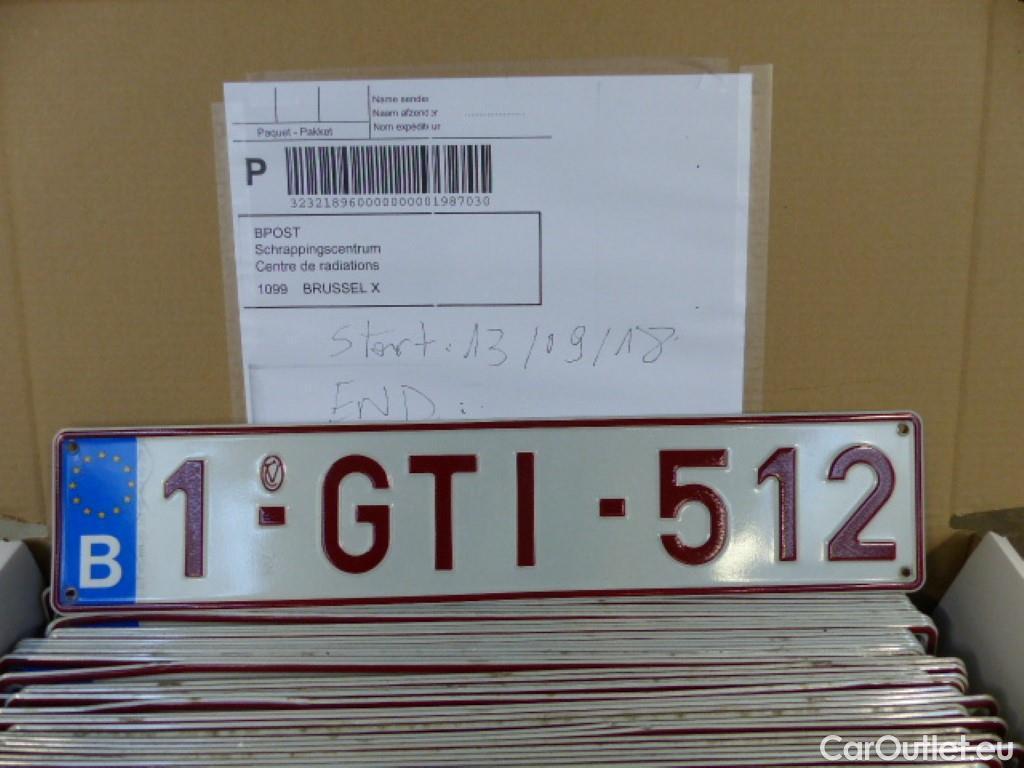 Name sender
Naam afzender
Nom expéditeur
Paquet - Pakket
P
323218960000000001987030
BPOST
Schrappingscentrum
Centre de radiations
1099 BRUSSEL X
Start : 13/09/18
END :
B
1-GTI-512
CarOutlet.eu